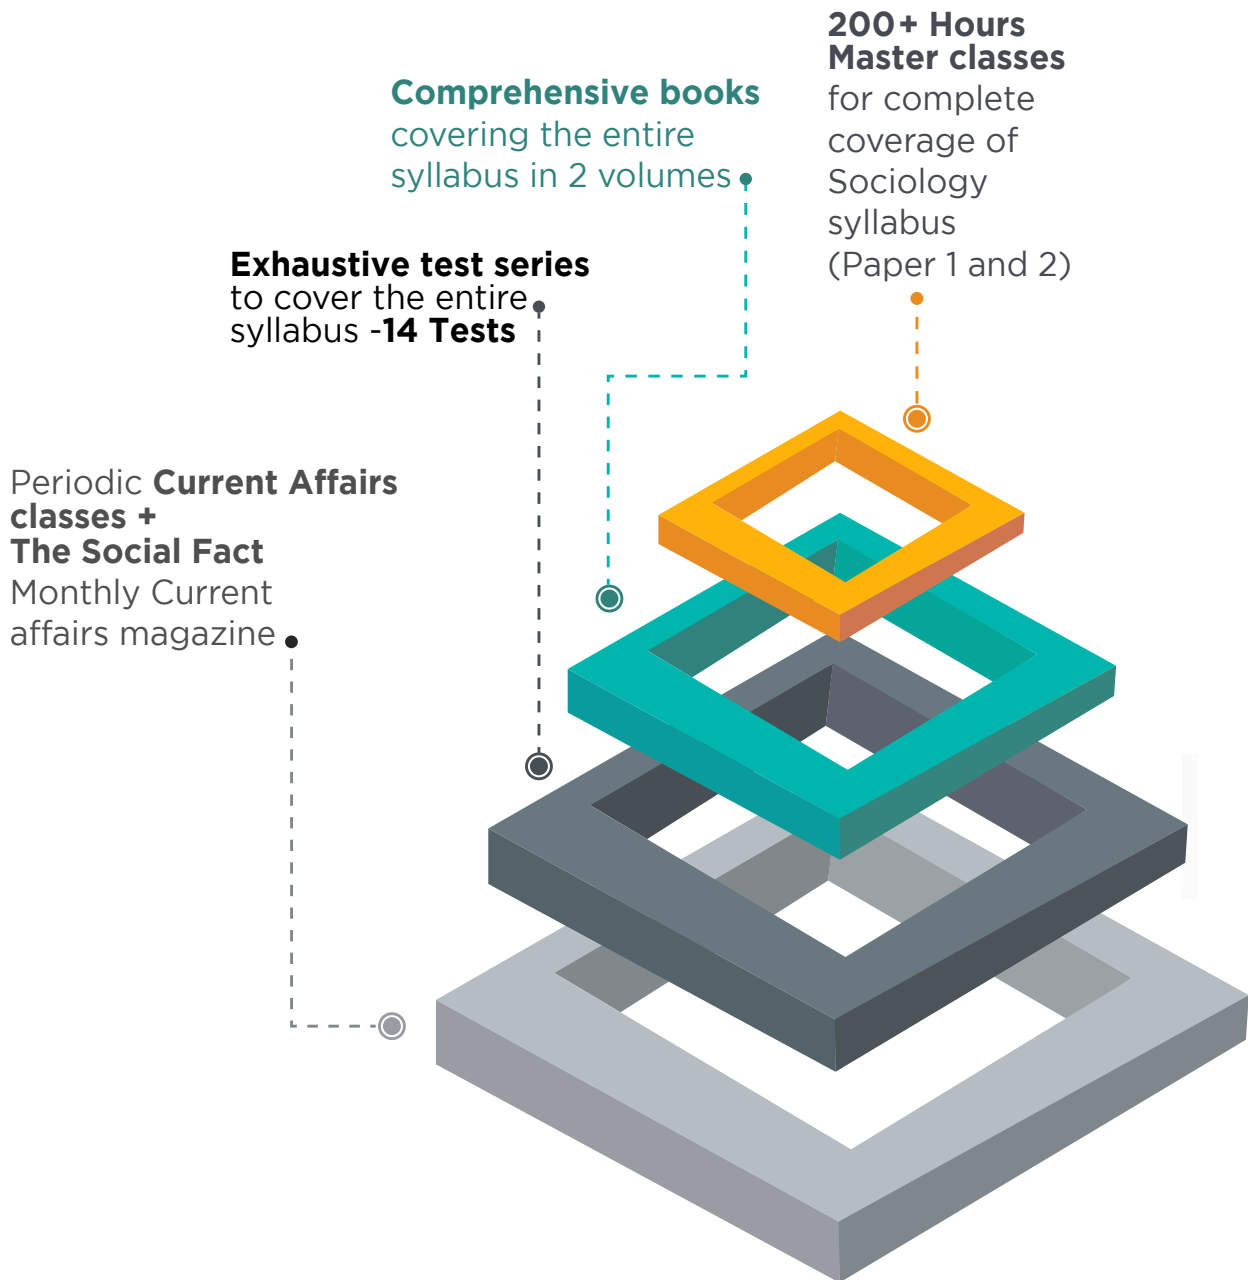 200+ Hours
Master classes
for complete
coverage of
Sociology
syllabus
(Paper 1 and 2)
Comprehensive books
covering the entire
syllabus in 2 volumes
Exhaustive test series
to cover the entire
syllabus -14 Tests
Periodic Current Affairs
classes +
The Social Fact
Monthly Current
affairs magazine